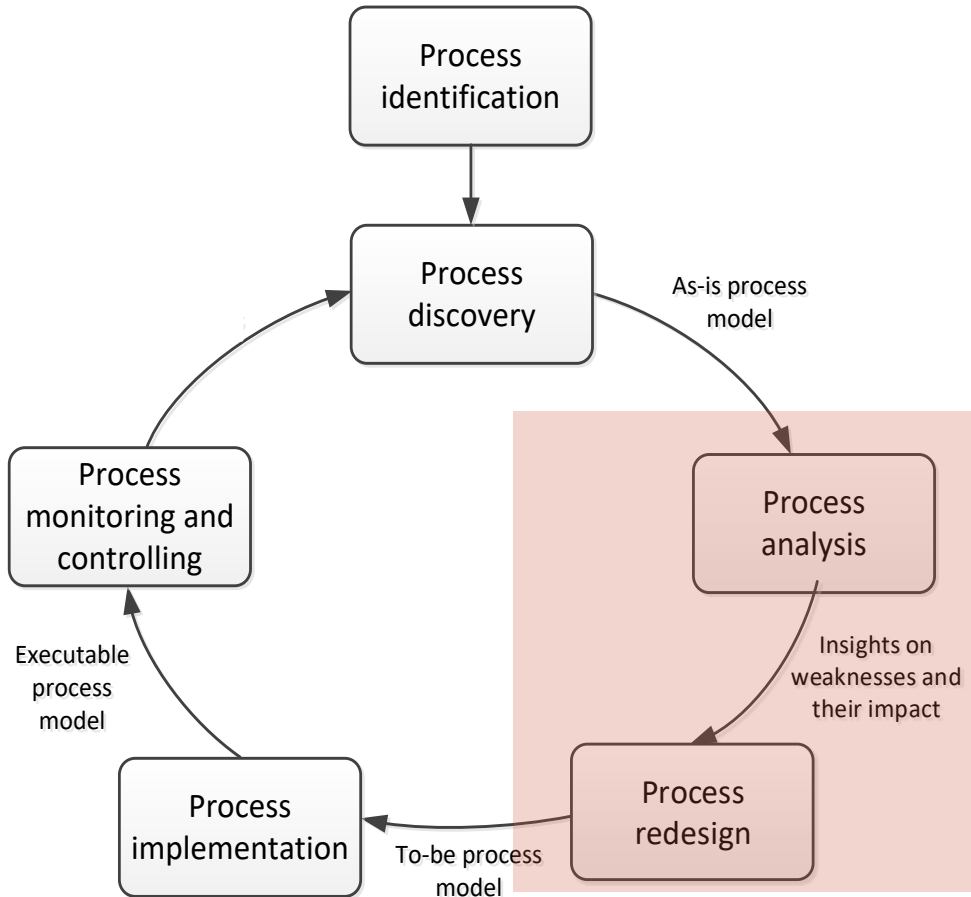 Process
identification
Process
discovery
As-is process
model
Process
monitoring and
controlling
Process
analysis
Executable
process
model
Insights on
weaknesses and
their impact
Process
implementation
Process
redesign
To-be process
model